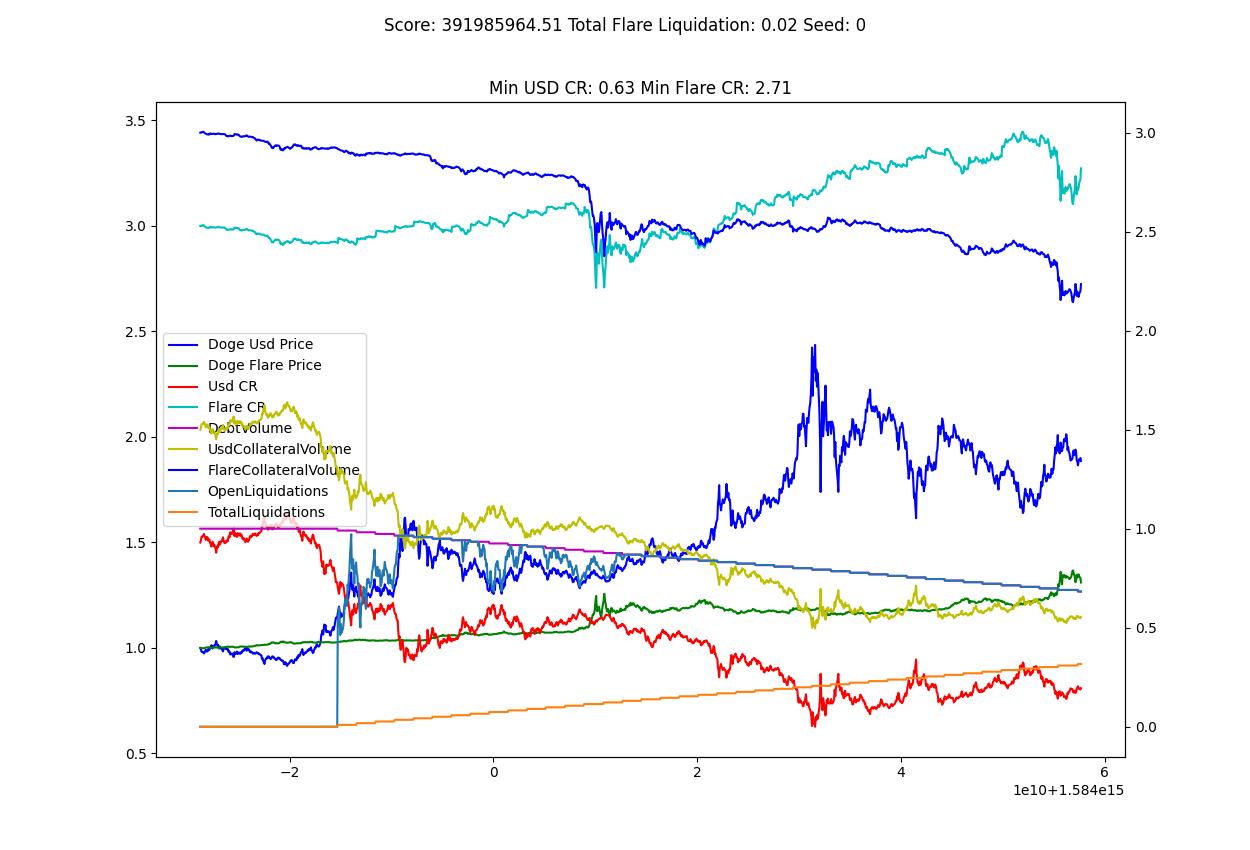 Score: 391985964.51 Total Flare Liquidation: 0.02 Seed: 0
Min USD CR: 0.63 Min Flare CR: 2.71
3.5
3.0
2.5
2.0
1.5
1.0
0.5
3.0
2.5
2.0
1.5
1.0
0.5
0.0
Doge Usd Price
Doge Flare Price
Usd CR
Flare CR
DebtVolume
UsdCollateralVolume
FlareCollateralVolume
OpenLiquidations
TotalLiquidations
−2 0 2 4 6
1e10+1.584e15